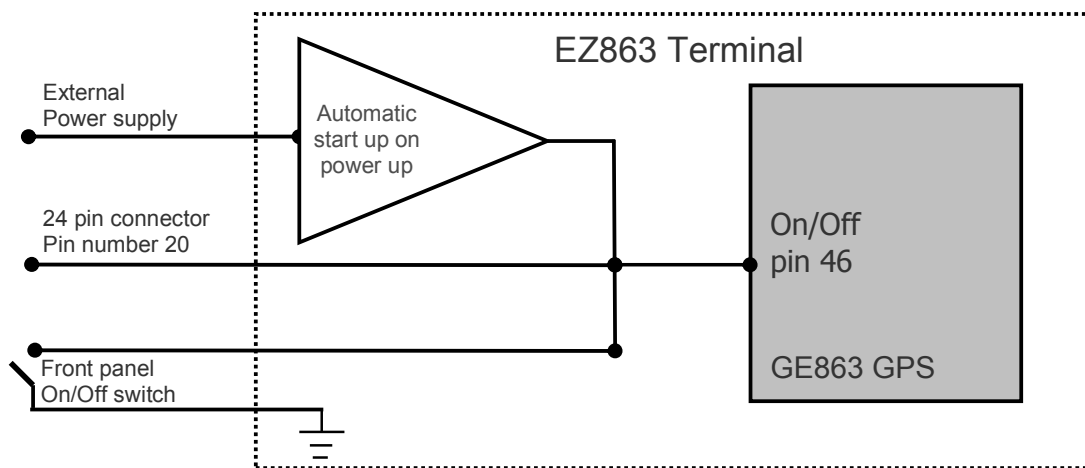 EZ863 Terminal
External
Power supply
Automatic
start up on
power up
24 pin connector
Pin number 20
On/Off
pin 46
Front panel
On/Off switch
GE863 GPS